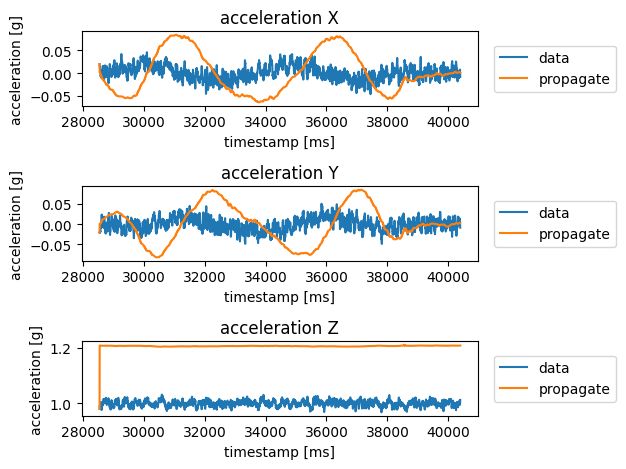 acceleration X
acceleration [g]
0.05
0.00
−0.05
28000 30000 32000 34000 36000 38000 40000
timestamp [ms]
data
propagate
acceleration Y
acceleration [g]
0.05
0.00
−0.05
28000 30000 32000 34000 36000 38000 40000
timestamp [ms]
data
propagate
acceleration Z
acceleration [g]
1.2
1.0
28000 30000 32000 34000 36000 38000 40000
timestamp [ms]
data
propagate